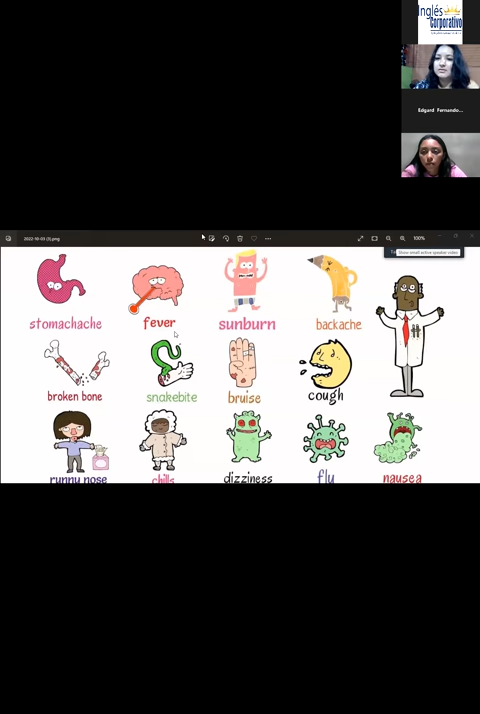 Inglés
Corporativo
Edgard Fernando...
2022-10-03 (3).png
100%
Show small active speaker video
stomachache
fever
sunburn
backache
broken bone
snakebite
bruise
cough
runny nose
chills
dizziness
flu
nausea